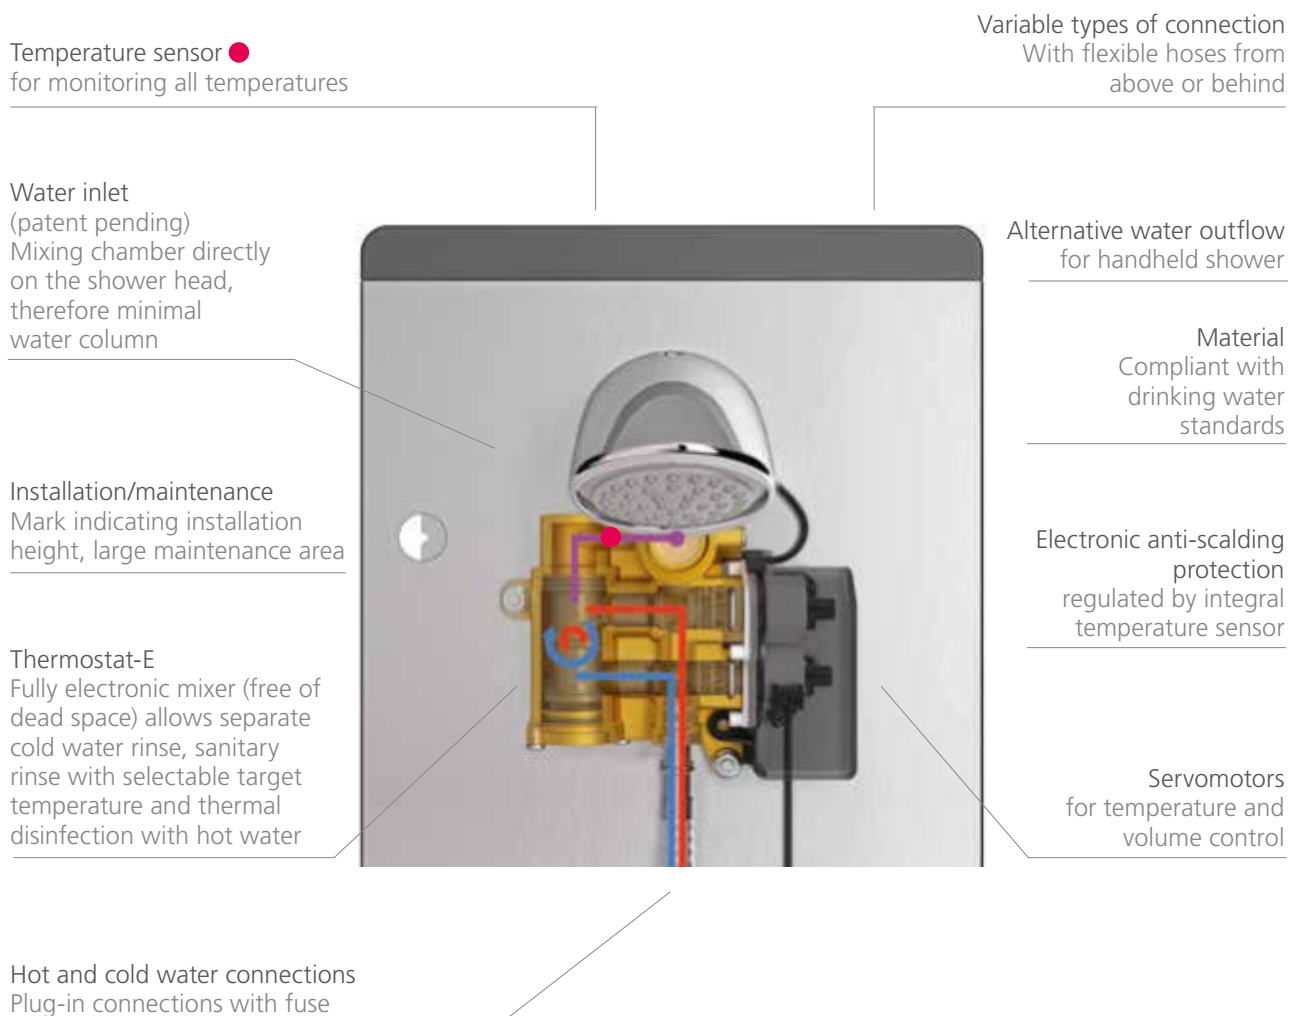 Temperature sensor
for monitoring all temperatures
Water inlet
(patent pending)
Mixing chamber directly
on the shower head,
therefore minimal
water column
Installation/maintenance
Mark indicating installation
height, large maintenance area
Thermostat-E
Fully electronic mixer (free of
dead space) allows separate
cold water rinse, sanitary
rinse with selectable target
temperature and thermal
disinfection with hot water
Hot and cold water connections
Plug-in connections with fuse
Variable types of connection
With flexible hoses from
above or behind
Alternative water outflow
for handheld shower
Material
Compliant with
drinking water
standards
Electronic anti-scalding
protection
regulated by integral
temperature sensor
Servomotors
for temperature and
volume control